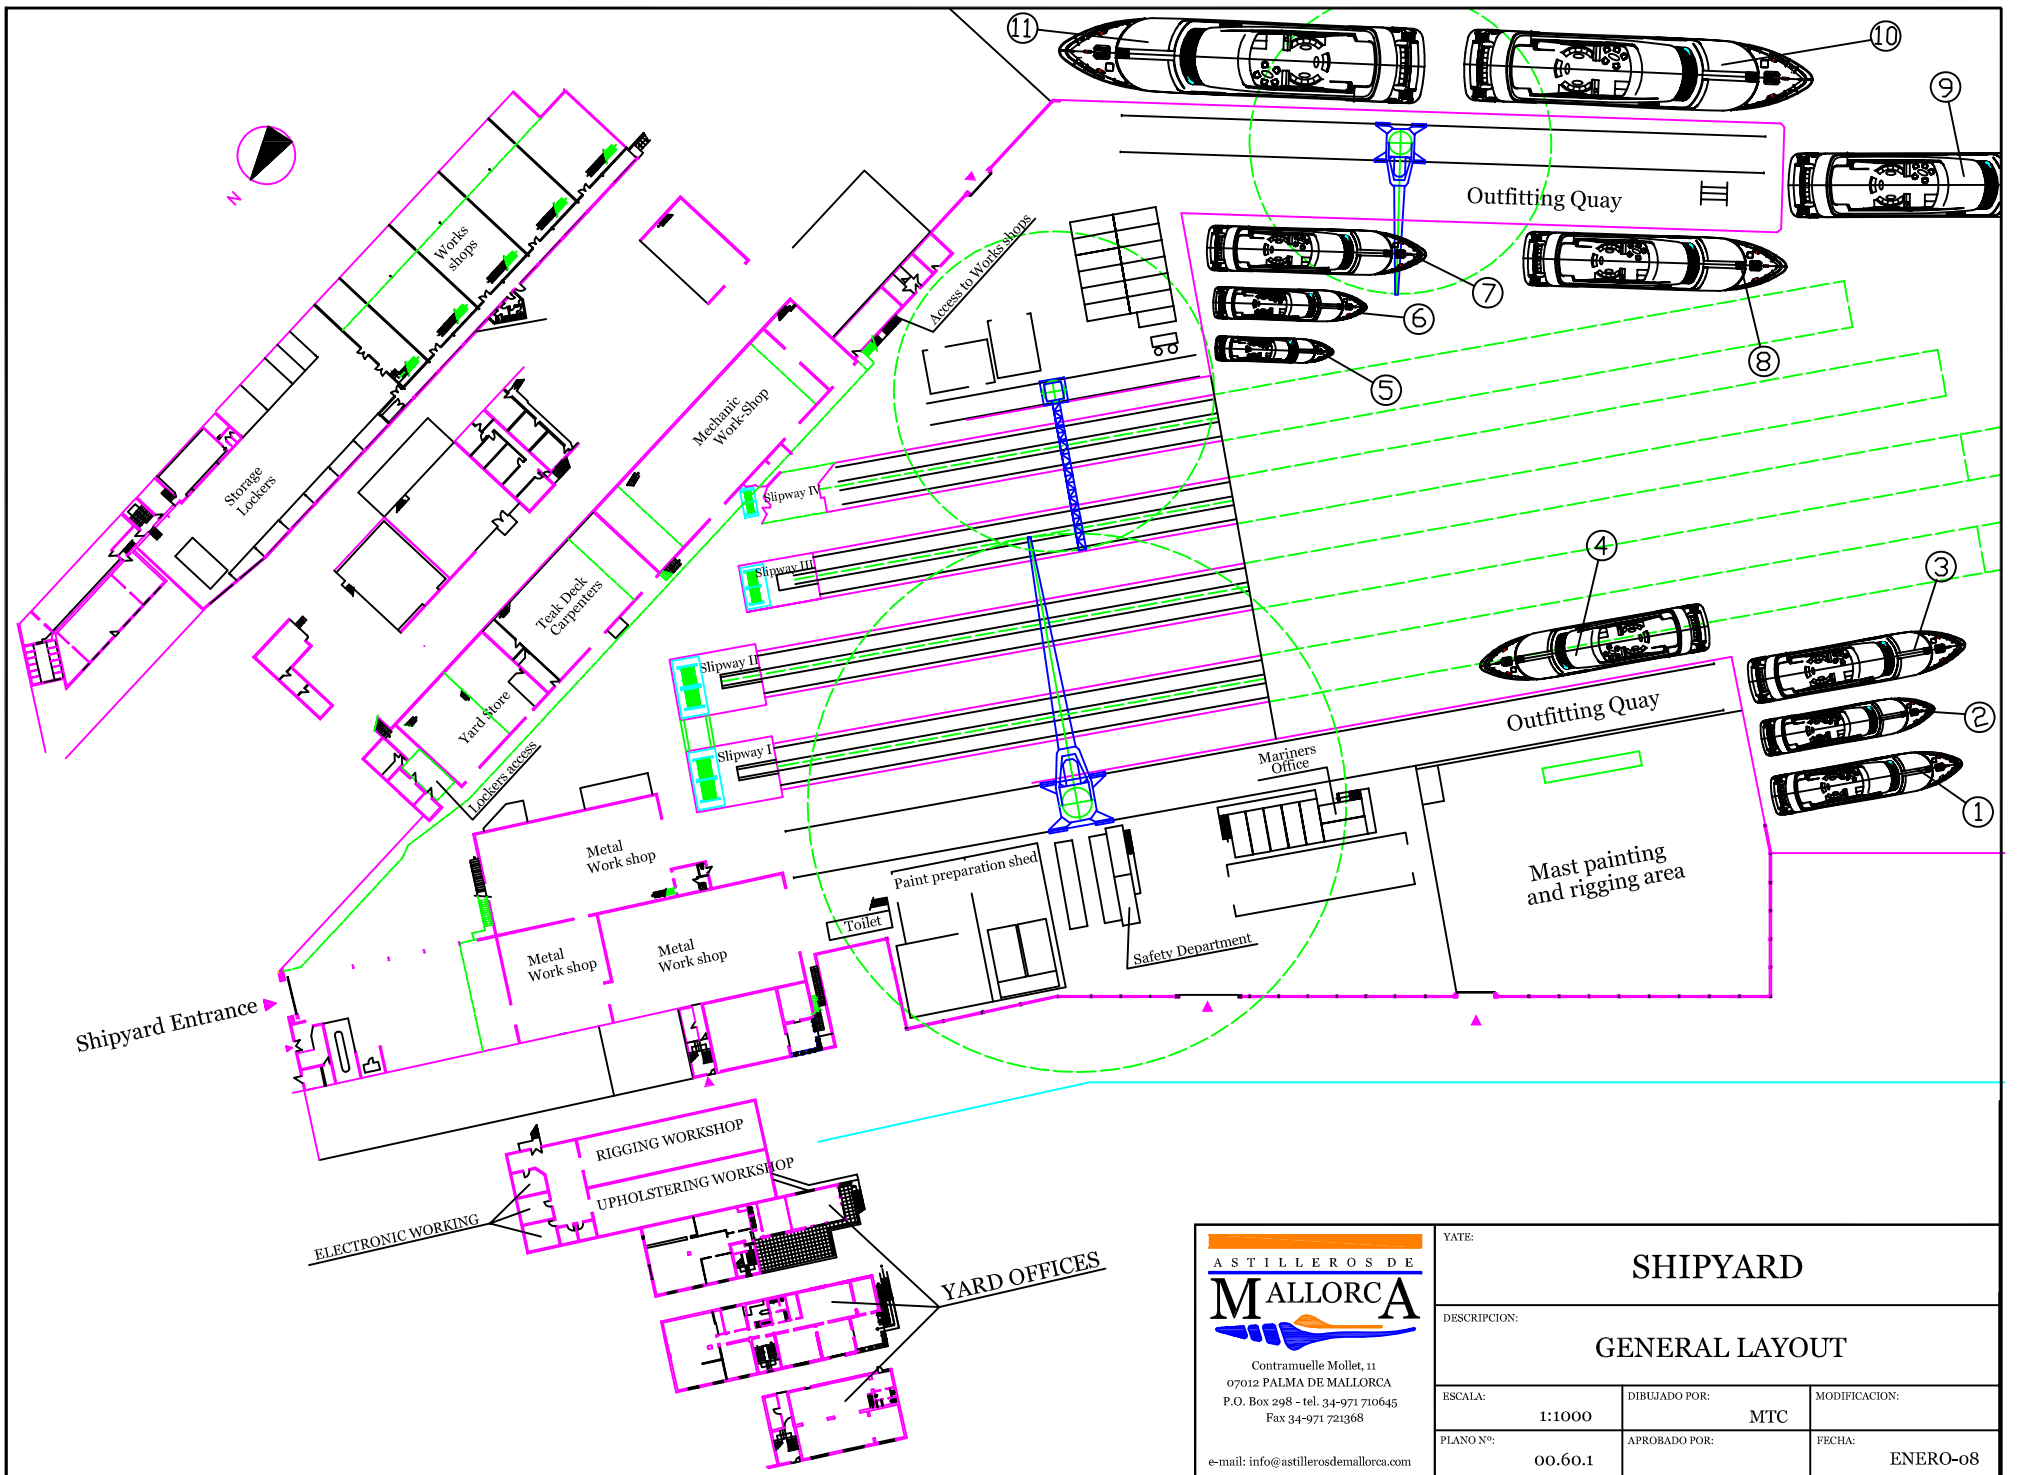 11
10
9
N
Works
shops
Outfitting Quay
Access to Works shops
7
6
8
5
Mechanic
Work-Shop
Storage
Lockers
Slipway IV
Slipway III
4
3
Teak Deck
Carpenters
Slipway II
Yard Store
Outfitting Quay
2
Slipway I
Lockers access
Mariners
Office
1
Metal
Work shop
Paint preparation shed
Mast painting
and rigging area
Toilet
Metal
Work shop
Metal
Work shop
Safety Department
Shipyard Entrance
RIGGING WORKSHOP
UPHOLSTERING WORKSHOP
ELECTRONIC WORKING
YARD OFFICES
ASTILLEROS DE
MALLORCA
Contramuelle Mollet, 11
07012 PALMA DE MALLORCA
P.O. Box 298 - tel. 34-971 710645
Fax 34-971 721368
e-mail: info@astillerosdemallorca.com
YATE:
SHIPYARD
DESCRIPCION:
GENERAL LAYOUT
ESCALA:
1:1000
DIBUJADO POR:
MTC
MODIFICACION:
PLANO Nº:
00.60.1
APROBADO POR:
FECHA:
ENERO-08